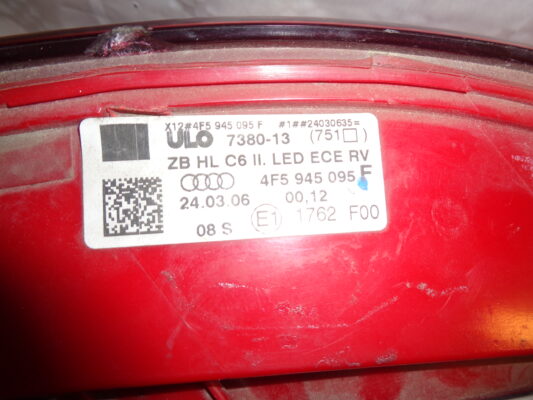 X12#4F5 945 095 F #1##24030635=
ULO 7380-13 (751□)
ZB HL C6 II. LED ECE RV
4F5 945 095 F
24.03.06 00,12
08 S E1 1762 F00